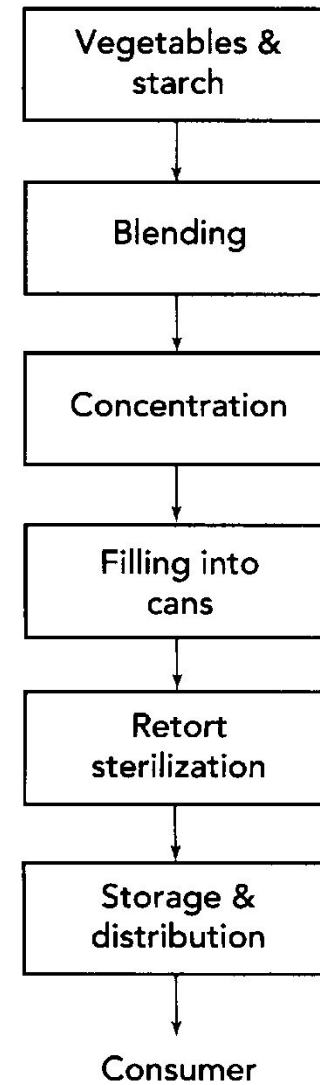 Vegetables &
starch
Blending
Concentration
Filling into
cans
Retort
sterilization
Storage &
distribution
Consumer